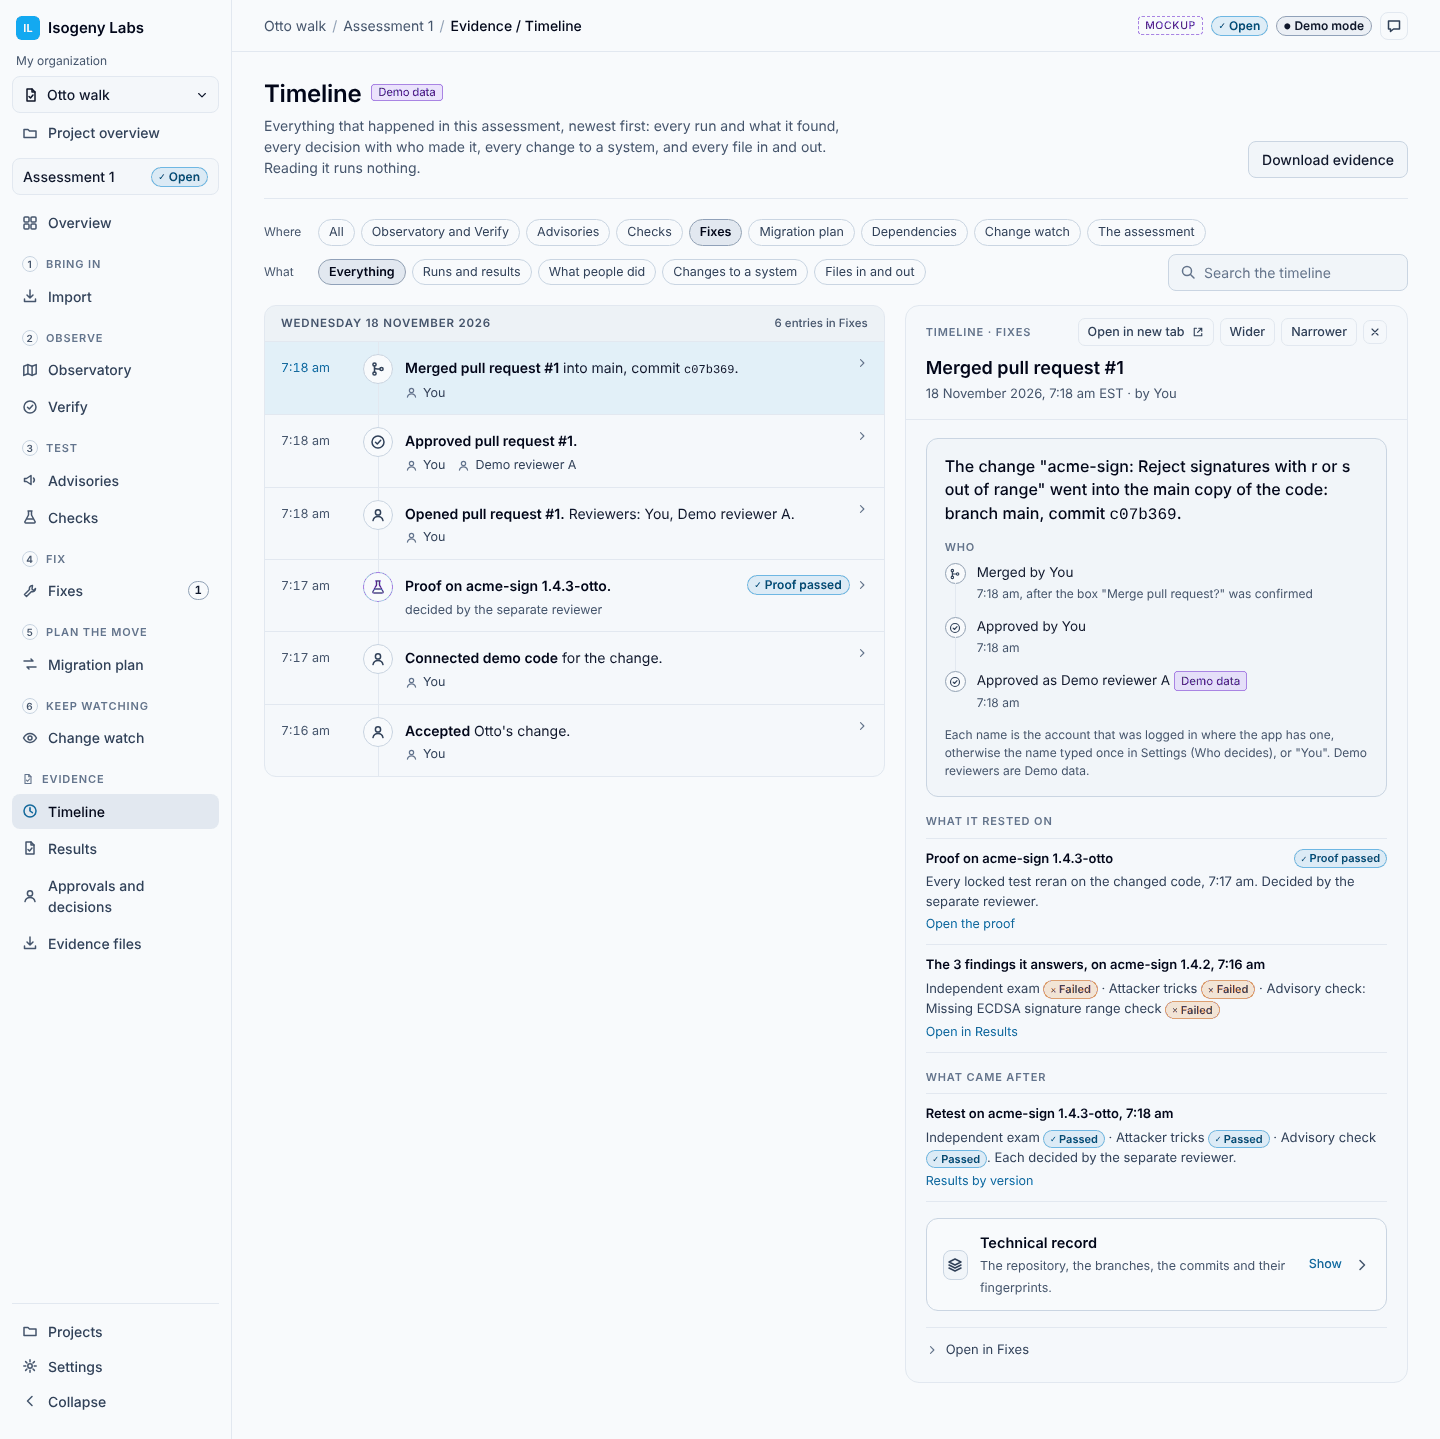 IL Isogeny Labs
My organization
Otto walk
Project overview
Assessment 1 ✓ Open
Overview
1 BRING IN
Import
2 OBSERVE
Observatory
Verify
3 TEST
Advisories
Checks
4 FIX
Fixes 1
5 PLAN THE MOVE
Migration plan
6 KEEP WATCHING
Change watch
EVIDENCE
Timeline
Results
Approvals and
decisions
Evidence files
Projects
Settings
Collapse
Otto walk / Assessment 1 / Evidence / Timeline
MOCKUP ✓ Open ● Demo mode
Timeline Demo data
Everything that happened in this assessment, newest first: every run and what it found,
every decision with who made it, every change to a system, and every file in and out.
Reading it runs nothing.
Download evidence
Where All Observatory and Verify Advisories Checks Fixes Migration plan Dependencies Change watch The assessment
What Everything Runs and results What people did Changes to a system Files in and out
Search the timeline
WEDNESDAY 18 NOVEMBER 2026 6 entries in Fixes
7:18 am Merged pull request #1 into main, commit c07b369.
You
7:18 am Approved pull request #1.
You Demo reviewer A
7:18 am Opened pull request #1. Reviewers: You, Demo reviewer A.
You
7:17 am Proof on acme-sign 1.4.3-otto. ✓ Proof passed
decided by the separate reviewer
7:17 am Connected demo code for the change.
You
7:16 am Accepted Otto's change.
You
TIMELINE · FIXES Open in new tab Wider Narrower ×
Merged pull request #1
18 November 2026, 7:18 am EST · by You
The change "acme-sign: Reject signatures with r or s
out of range" went into the main copy of the code:
branch main, commit c07b369.
WHO
Merged by You
7:18 am, after the box "Merge pull request?" was confirmed
Approved by You
7:18 am
Approved as Demo reviewer A Demo data
7:18 am
Each name is the account that was logged in where the app has one,
otherwise the name typed once in Settings (Who decides), or "You". Demo
reviewers are Demo data.
WHAT IT RESTED ON
Proof on acme-sign 1.4.3-otto ✓ Proof passed
Every locked test reran on the changed code, 7:17 am. Decided by the
separate reviewer.
Open the proof
The 3 findings it answers, on acme-sign 1.4.2, 7:16 am
Independent exam × Failed · Attacker tricks × Failed · Advisory check:
Missing ECDSA signature range check × Failed
Open in Results
WHAT CAME AFTER
Retest on acme-sign 1.4.3-otto, 7:18 am
Independent exam ✓ Passed · Attacker tricks ✓ Passed · Advisory check
✓ Passed. Each decided by the separate reviewer.
Results by version
Technical record
The repository, the branches, the commits and their
fingerprints.
Show
Open in Fixes